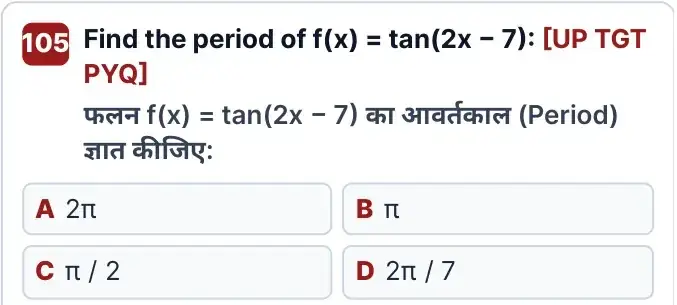 105 Find the period of f(x) = tan(2x − 7): [UP TGT
PYQ]
फलन f(x) = tan(2x − 7) का आवर्तकाल (Period)
ज्ञात कीजिए:
A 2π
B π
C π / 2
D 2π / 7